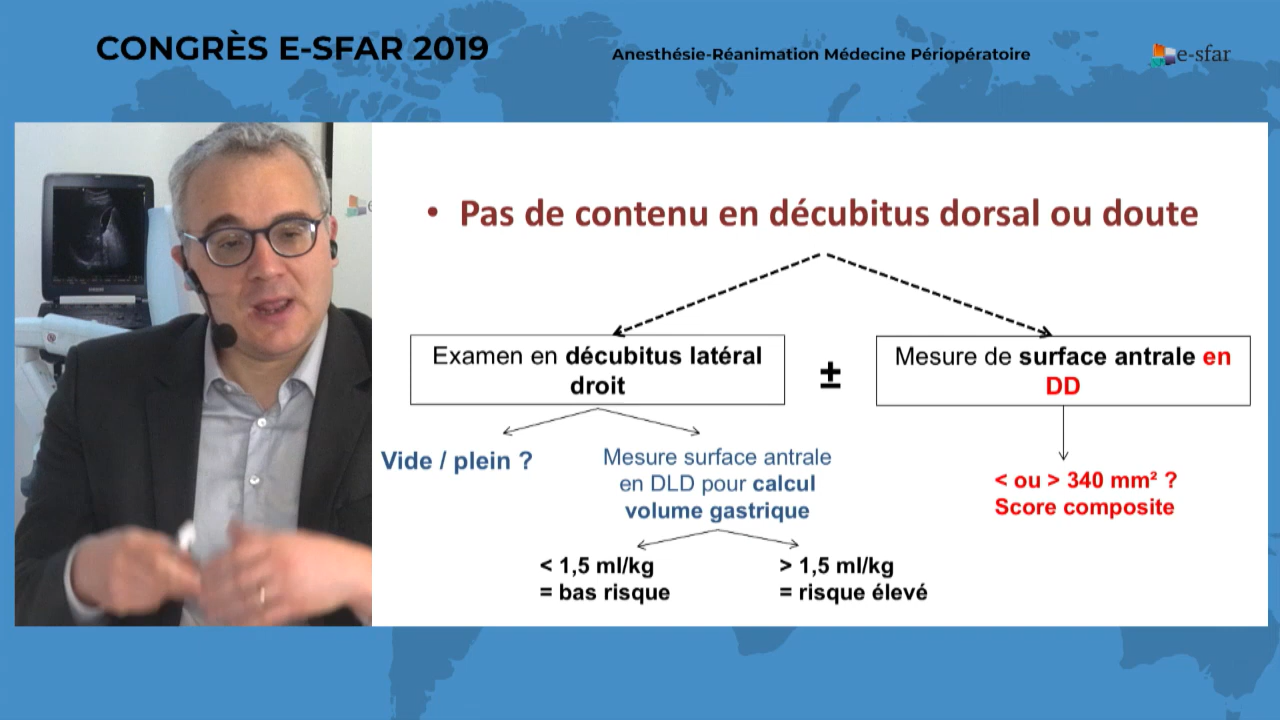 CONGRÈS E-SFAR 2019
Anesthésie-Réanimation Médecine Périopératoire
e-sfar
• Pas de contenu en décubitus dorsal ou doute
Examen en décubitus latéral
droit
±
Mesure de surface antrale en
DD
Vide / plein ?
Mesure surface antrale
en DLD pour calcul
volume gastrique
< ou > 340 mm² ?
Score composite
< 1,5 ml/kg
= bas risque
> 1,5 ml/kg
= risque élevé